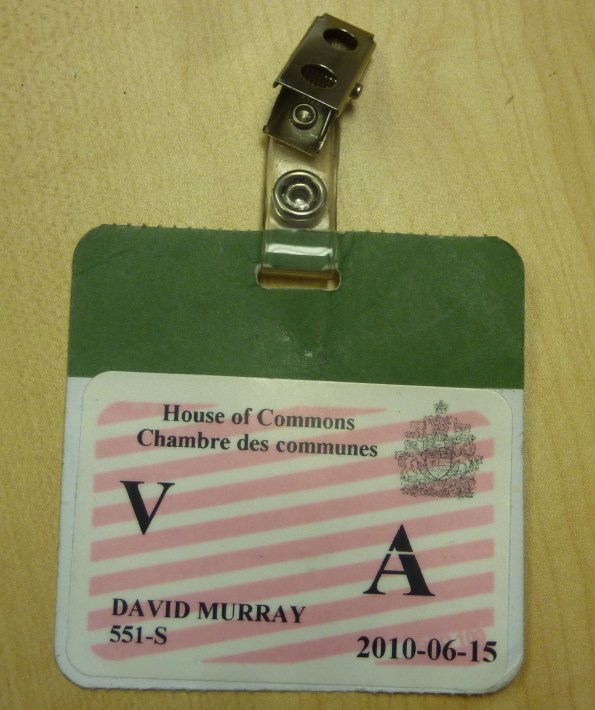 House of Commons
Chambre des communes
V
A
DAVID MURRAY
551-S
2010-06-15